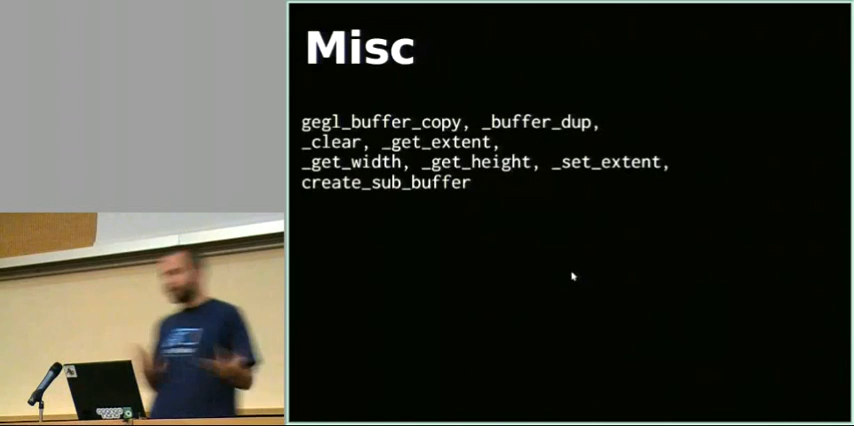 Misc
gegl_buffer_copy, _buffer_dup,
_clear, _get_extent,
_get_width, _get_height, _set_extent,
create_sub_buffer